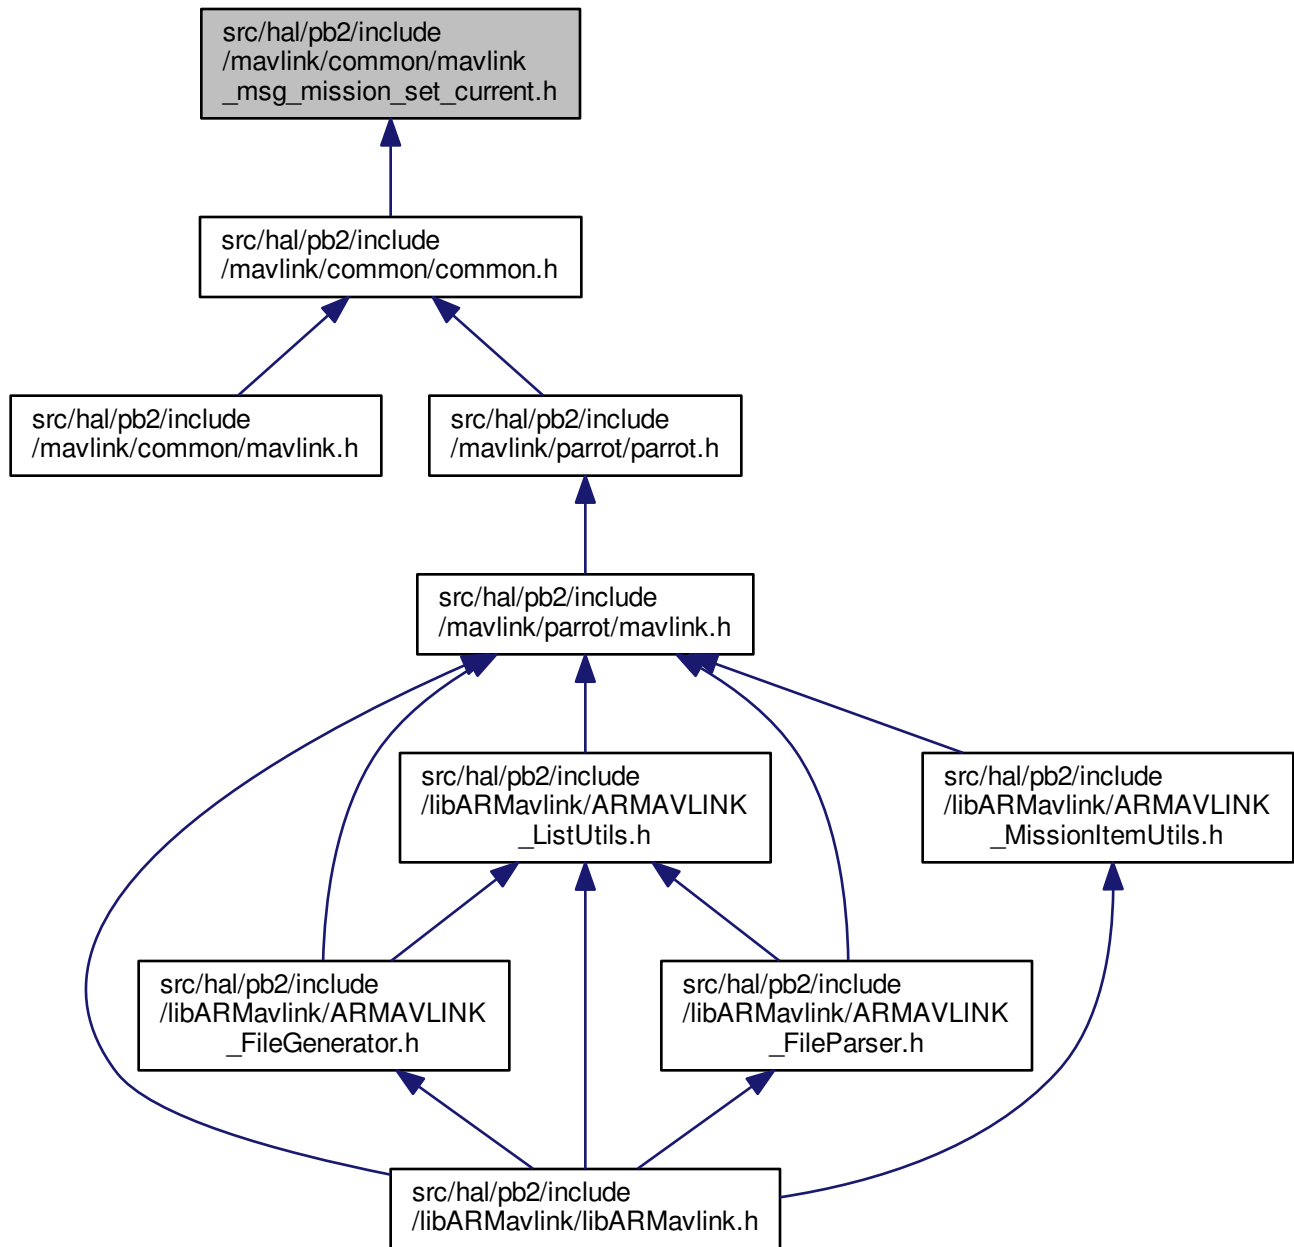 src/hal/pb2/include
/mavlink/common/mavlink
_msg_mission_set_current.h
src/hal/pb2/include
/mavlink/common/common.h
src/hal/pb2/include
/mavlink/common/mavlink.h
src/hal/pb2/include
/mavlink/parrot/parrot.h
src/hal/pb2/include
/mavlink/parrot/mavlink.h
src/hal/pb2/include
/libARMavlink/ARMAVLINK
_ListUtils.h
src/hal/pb2/include
/libARMavlink/ARMAVLINK
_MissionItemUtils.h
src/hal/pb2/include
/libARMavlink/ARMAVLINK
_FileGenerator.h
src/hal/pb2/include
/libARMavlink/ARMAVLINK
_FileParser.h
src/hal/pb2/include
/libARMavlink/libARMavlink.h